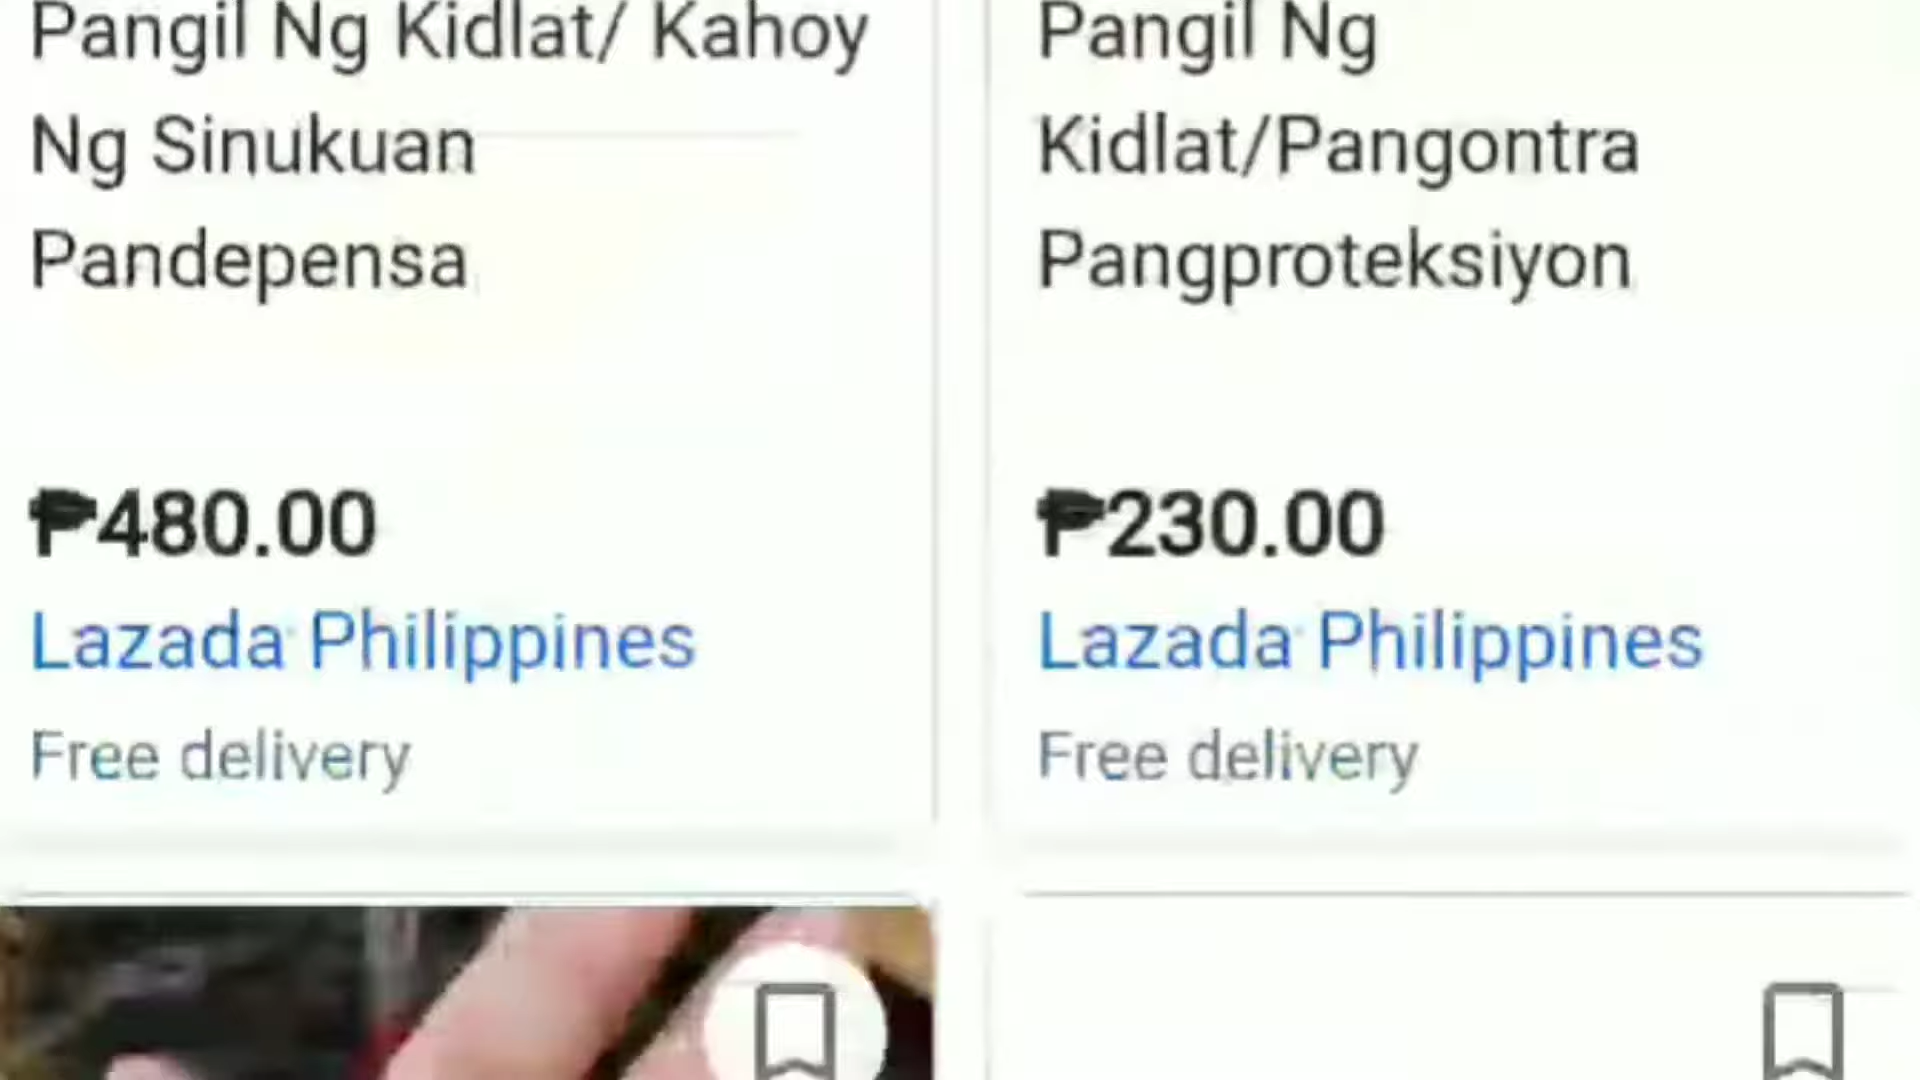 Pangil Ng Kidlat/ Kahoy
Ng Sinukuan
Pandepensa
₱480.00
Lazada Philippines
Free delivery
Pangil Ng
Kidlat/Pangontra
Pangproteksiyon
₱230.00
Lazada Philippines
Free delivery